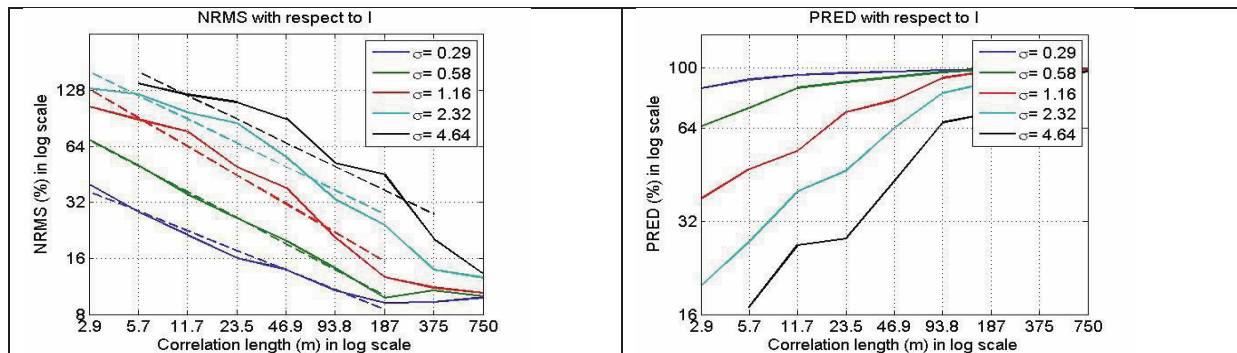 NRMS with respect to l
σ= 0.29
σ= 0.58
σ= 1.16
σ= 2.32
σ= 4.64
NRMS (%) in log scale
128
64
32
16
8
2.9 5.7 11.7 23.5 46.9 93.8 187 375 750
Correlation length (m) in log scale
PRED with respect to l
σ= 0.29
σ= 0.58
σ= 1.16
σ= 2.32
σ= 4.64
PRED (%) in log scale
100
64
32
16
2.9 5.7 11.7 23.5 46.9 93.8 187 375 750
Correlation length (m) in log scale